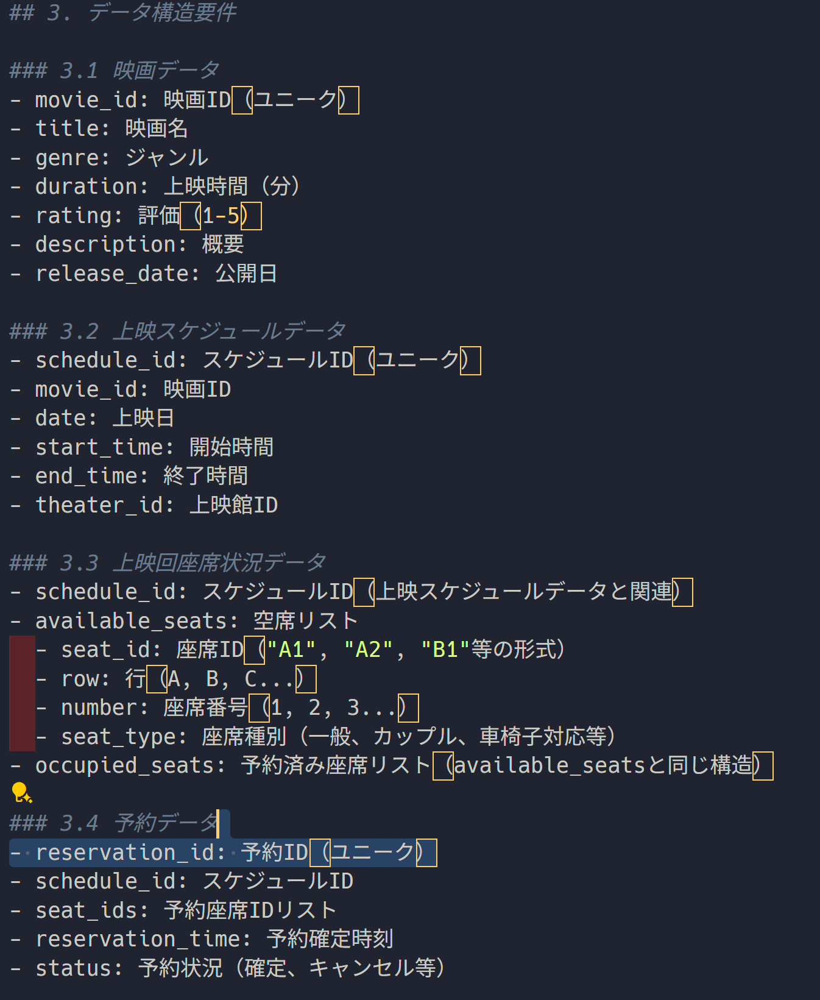 ## 3. データ構造要件
### 3.1 映画データ
- movie_id: 映画ID（ユニーク）
- title: 映画名
- genre: ジャンル
- duration: 上映時間（分）
- rating: 評価（1-5）
- description: 概要
- release_date: 公開日
### 3.2 上映スケジュールデータ
- schedule_id: スケジュールID（ユニーク）
- movie_id: 映画ID
- date: 上映日
- start_time: 開始時間
- end_time: 終了時間
- theater_id: 上映館ID
### 3.3 上映回座席状況データ
- schedule_id: スケジュールID（上映スケジュールデータと関連）
- available_seats: 空席リスト
- seat_id: 座席ID（"A1", "A2", "B1"等の形式）
- row: 行（A, B, C...）
- number: 座席番号（1, 2, 3...）
- seat_type: 座席種別（一般、カップル、車椅子対応等）
- occupied_seats: 予約済み座席リスト（available_seatsと同じ構造）
### 3.4 予約データ
- reservation_id: 予約ID（ユニーク）
- schedule_id: スケジュールID
- seat_ids: 予約座席IDリスト
- reservation_time: 予約確定時刻
- status: 予約状況（確定、キャンセル等）